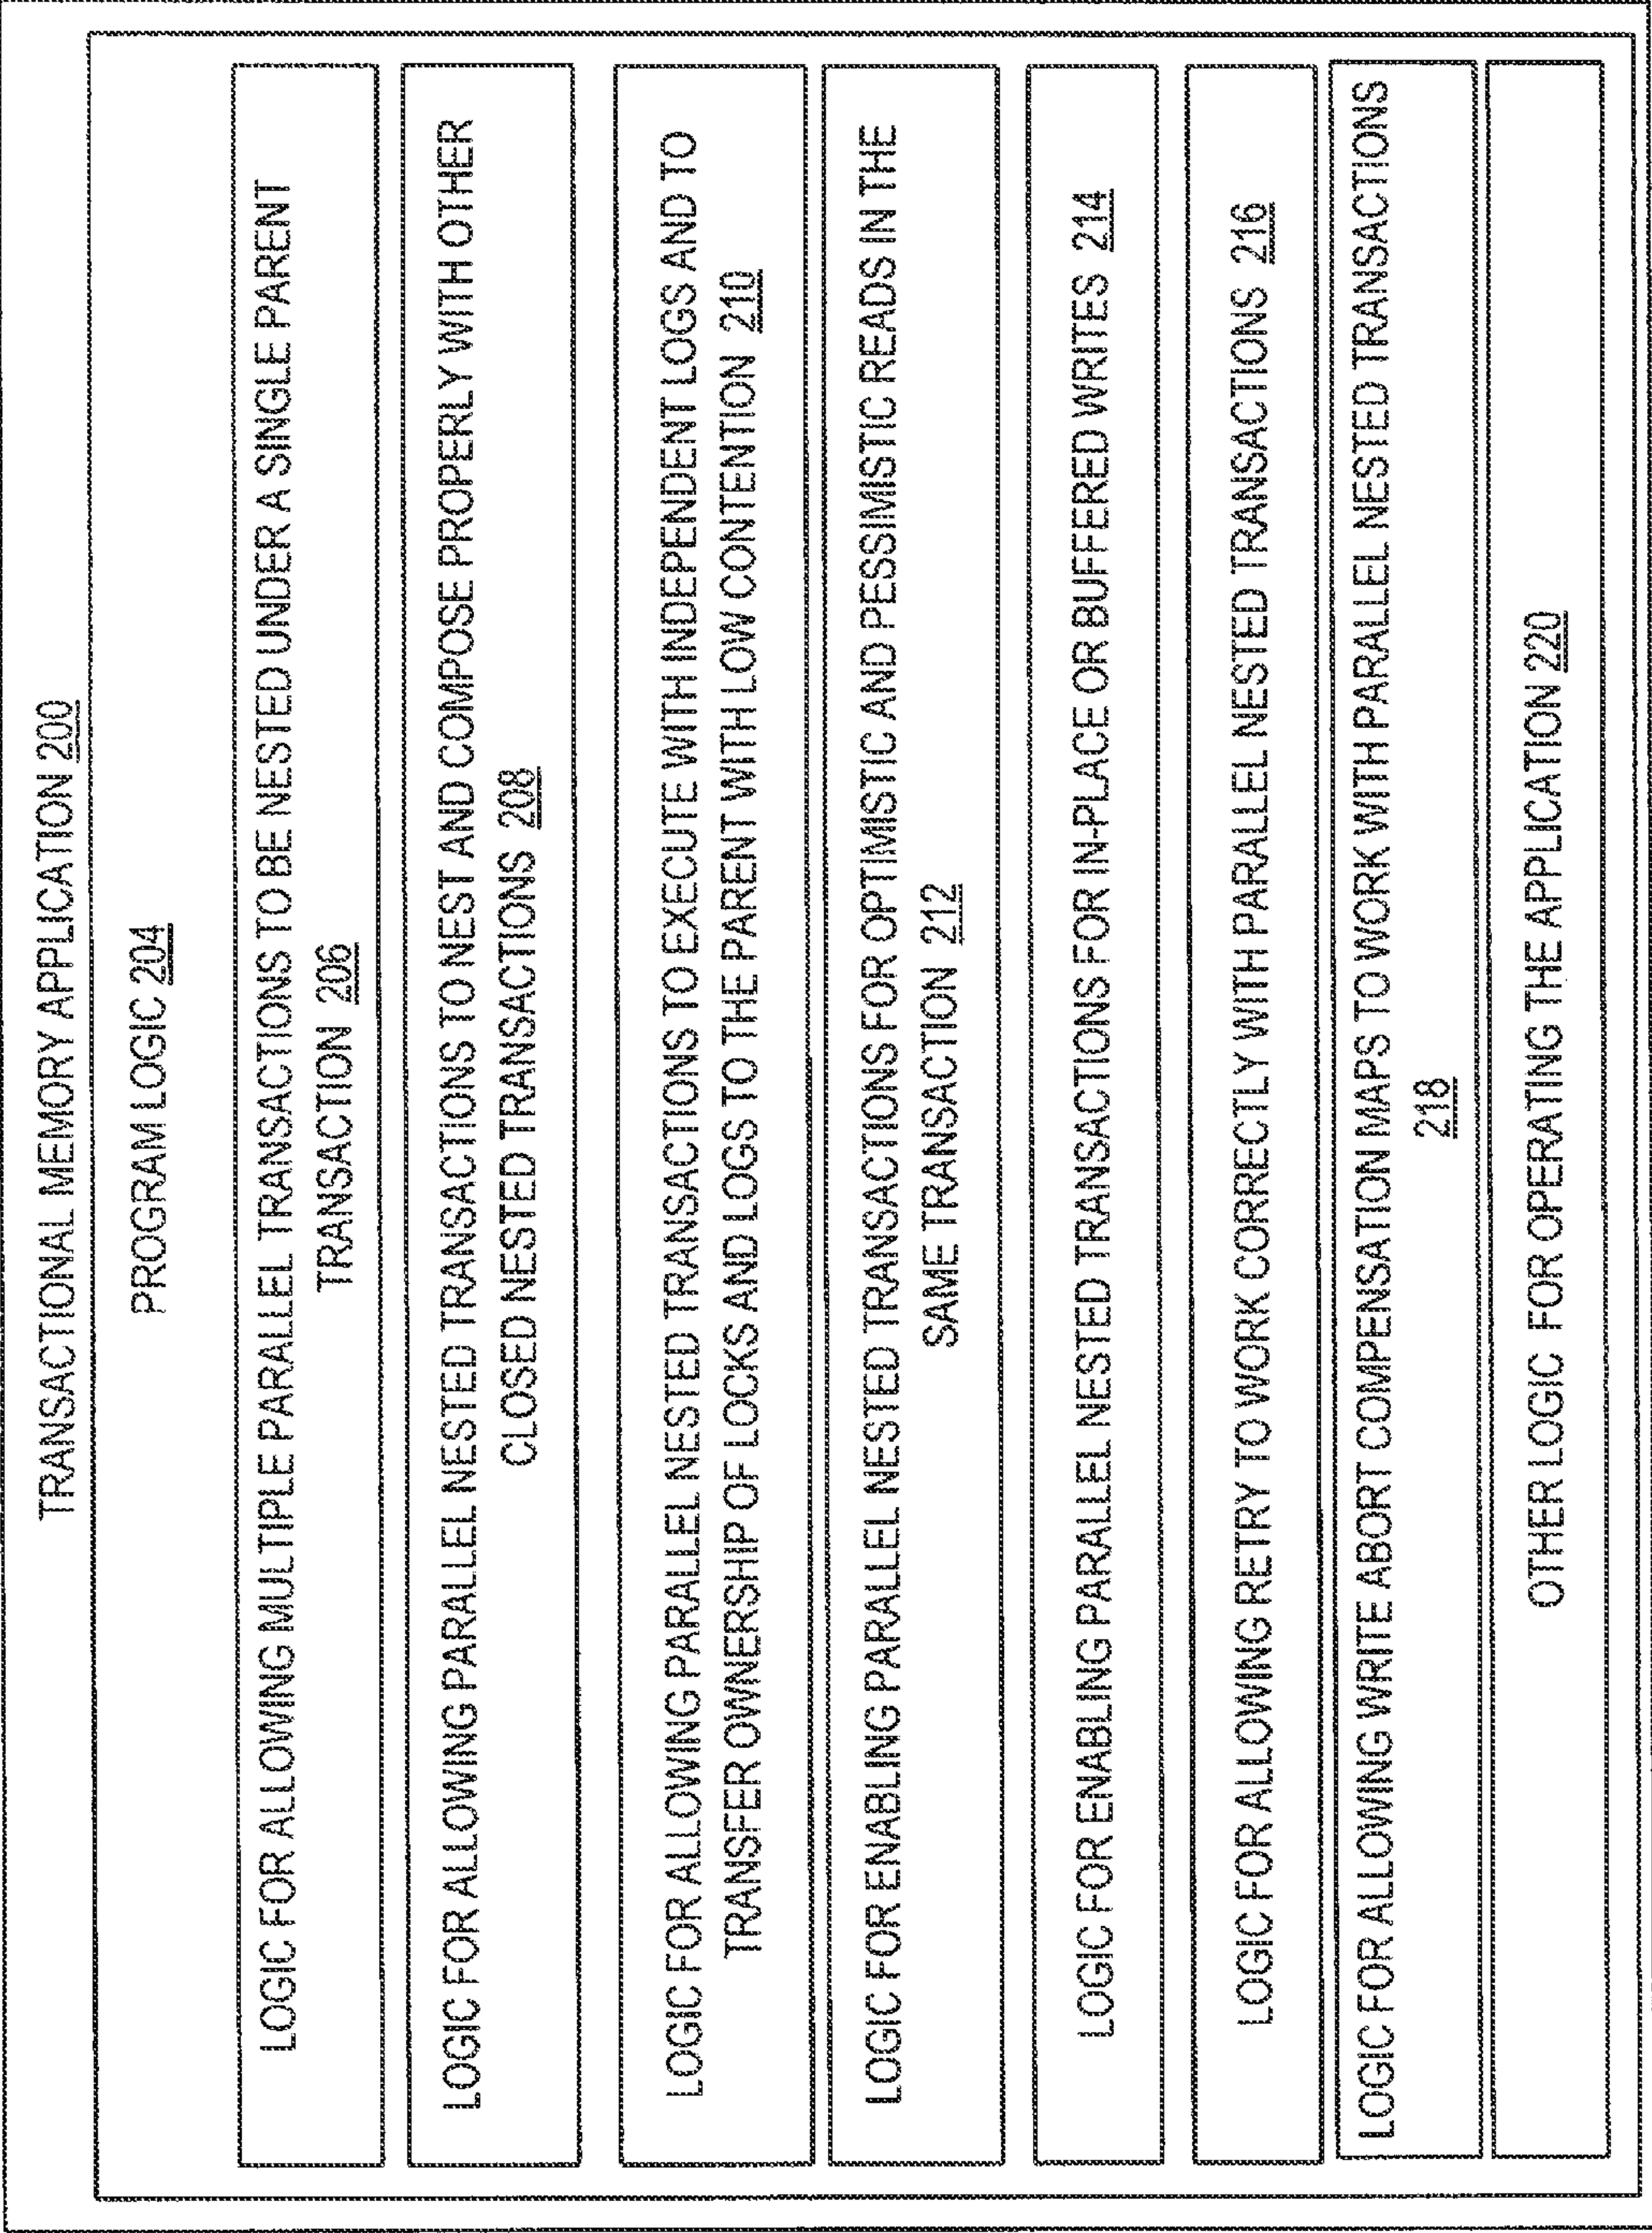 TRANSACTIONAL MEMORY APPLICATION 200
PROGRAM LOGIC 204
LOGIC FOR ALLOWING MULTIPLE PARALLEL TRANSACTIONS TO BE NESTED UNDER A SINGLE PARENT
TRANSACTION 206
LOGIC FOR ALLOWING PARALLEL NESTED TRANSACTIONS TO NEST AND COMPOSE PROPERLY WITH OTHER
CLOSED NESTED TRANSACTIONS 208
LOGIC FOR ALLOWING PARALLEL NESTED TRANSACTIONS TO EXECUTE WITH INDEPENDENT LOGS AND TO
TRANSFER OWNERSHIP OF LOCKS AND LOGS TO THE PARENT WITH LOW CONTENTION 210
LOGIC FOR ENABLING PARALLEL NESTED TRANSACTIONS FOR OPTIMISTIC AND PESSIMISTIC READS IN THE
SAME TRANSACTION 212
LOGIC FOR ENABLING PARALLEL NESTED TRANSACTIONS FOR IN-PLACE OR BUFFERED WRITES 214
LOGIC FOR ALLOWING RETRY TO WORK CORRECTLY WITH PARALLEL NESTED TRANSACTIONS 216
LOGIC FOR ALLOWING WRITE ABORT COMPENSATION MAPS TO WORK WITH PARALLEL NESTED TRANSACTIONS
218
OTHER LOGIC FOR OPERATING THE APPLICATION 220